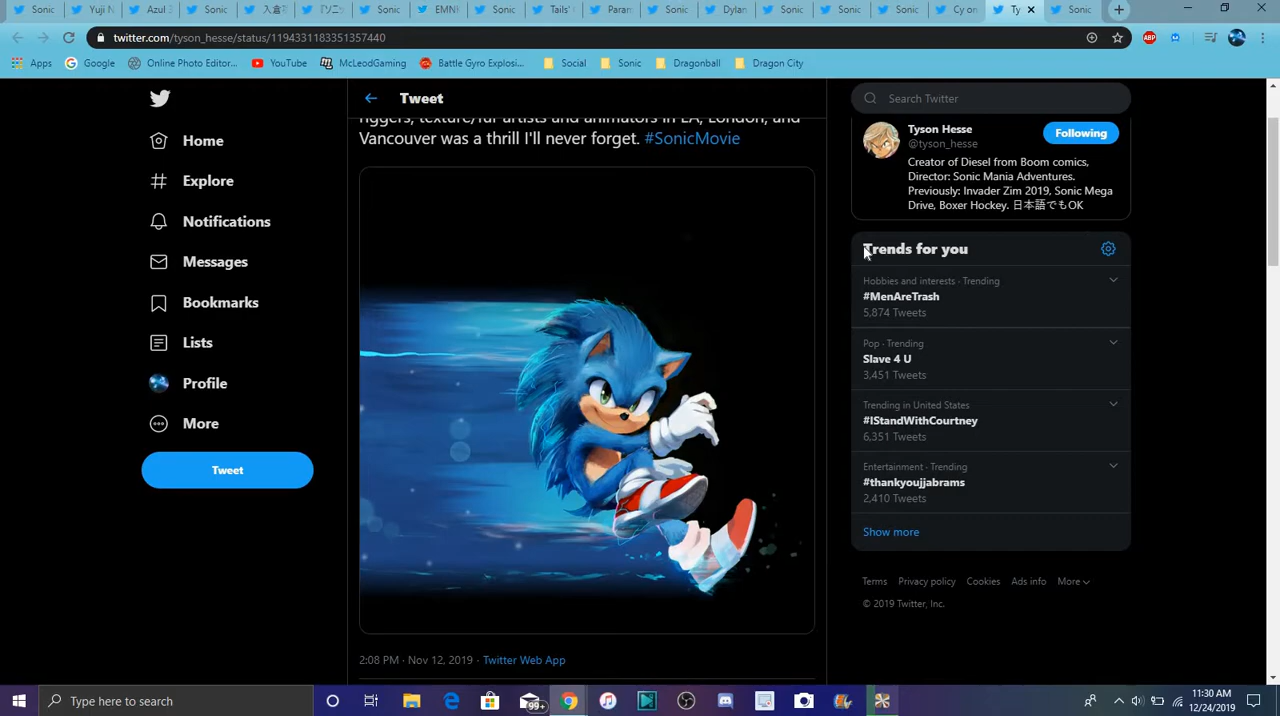 Sonic
Yuji N
Azul
Sonic
入倉
Sonic
EMNI
Sonic
Tails'
Param
Sonic
Dylan
Sonic
Sonic
Sonic
Cy on
Ty
Sonic
twitter.com/tyson_hesse/status/1194331183351357440
ABP
Apps
Google
Online Photo Editor...
YouTube
McLeodGaming
Battle Gyro Explosi...
Social
Sonic
Dragonball
Dragon City
Home
Explore
Notifications
Messages
Bookmarks
Lists
Profile
More
Tweet
Tweet
riggers, texture/fur artists and animators in LA, London, and
Vancouver was a thrill I'll never forget. #SonicMovie
2:08 PM · Nov 12, 2019 · Twitter Web App
Search Twitter
Tyson Hesse
@tyson_hesse
Following
Creator of Diesel from Boom comics,
Director: Sonic Mania Adventures.
Previously: Invader Zim 2019, Sonic Mega
Drive, Boxer Hockey. 日本語でもOK
Trends for you
Hobbies and interests · Trending
#MenAreTrash
5,874 Tweets
Pop · Trending
Slave 4 U
3,451 Tweets
Trending in United States
#IStandWithCourtney
6,351 Tweets
Entertainment · Trending
#thankyoujjabrams
2,410 Tweets
Show more
Terms Privacy policy Cookies Ads info More
© 2019 Twitter, Inc.
Type here to search
99+
11:30 AM
12/24/2019